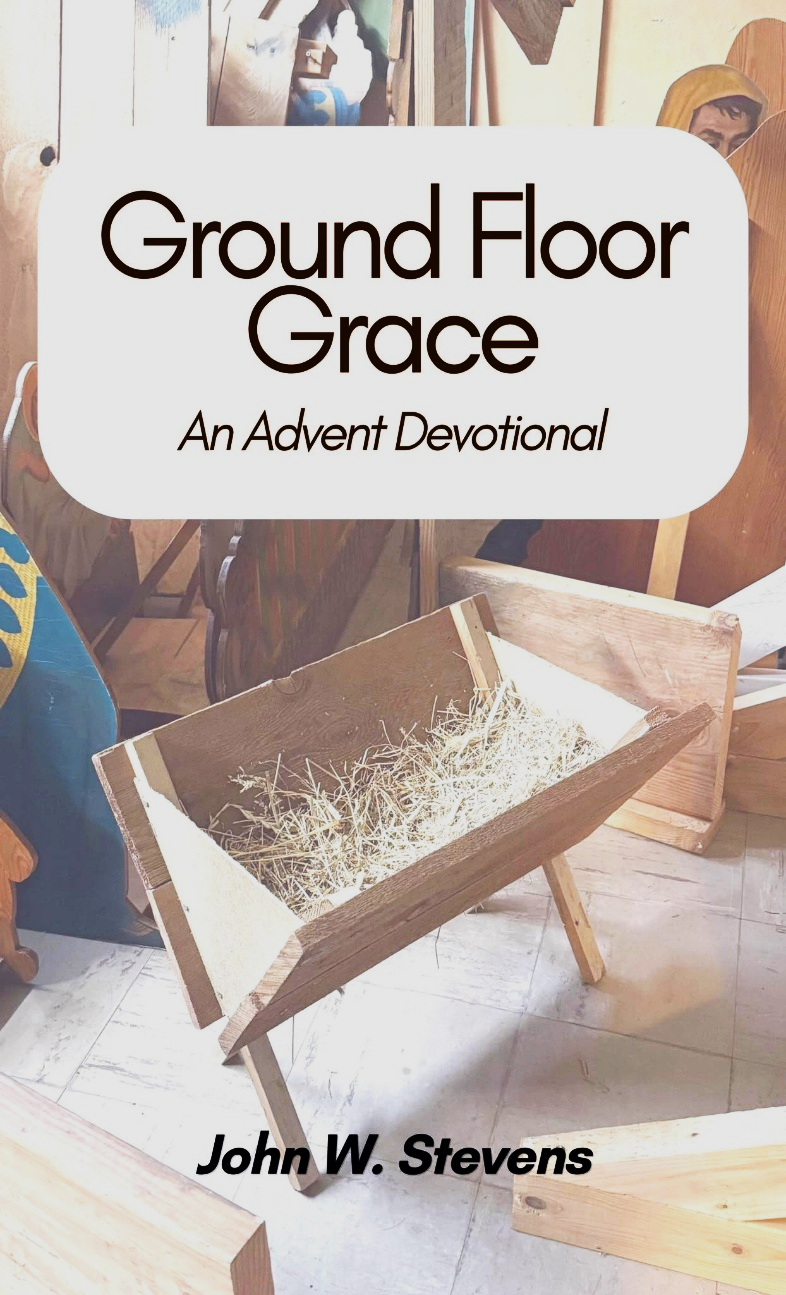 Ground Floor
Grace
An Advent Devotional
John W. Stevens